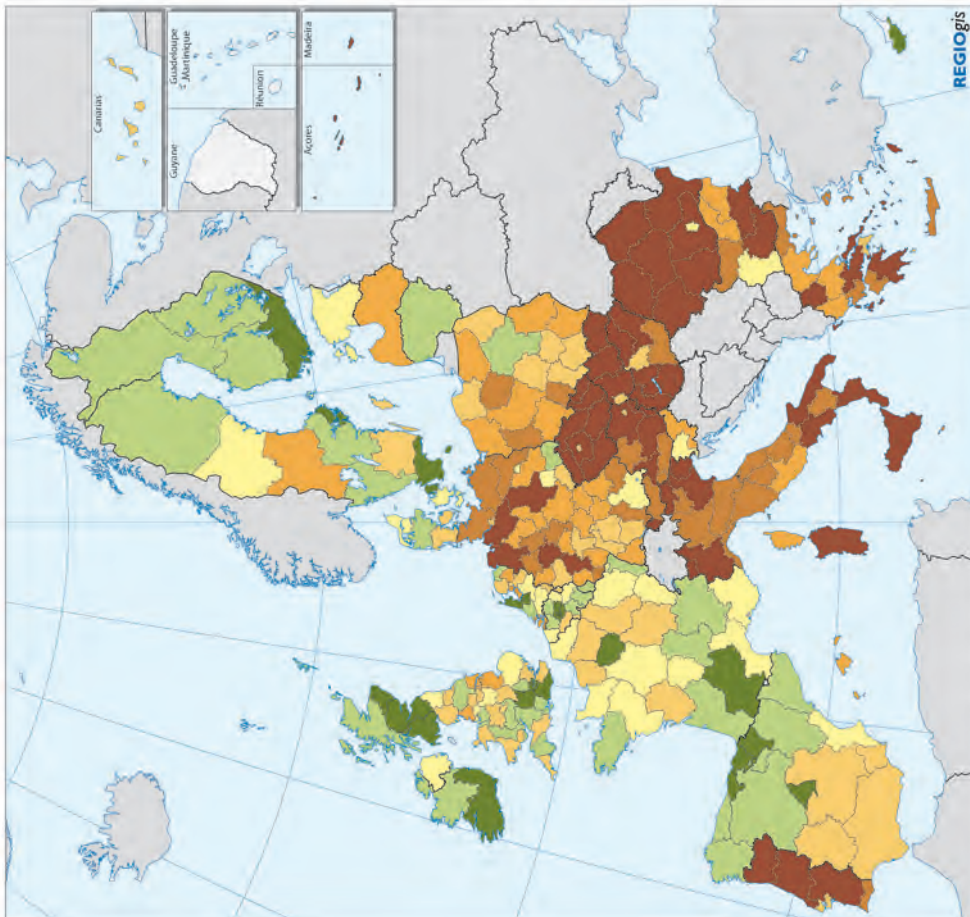 Canarias
Guyane
Guadeloupe
Martinique
Réunion
Açores
Madeira
REGIOgis